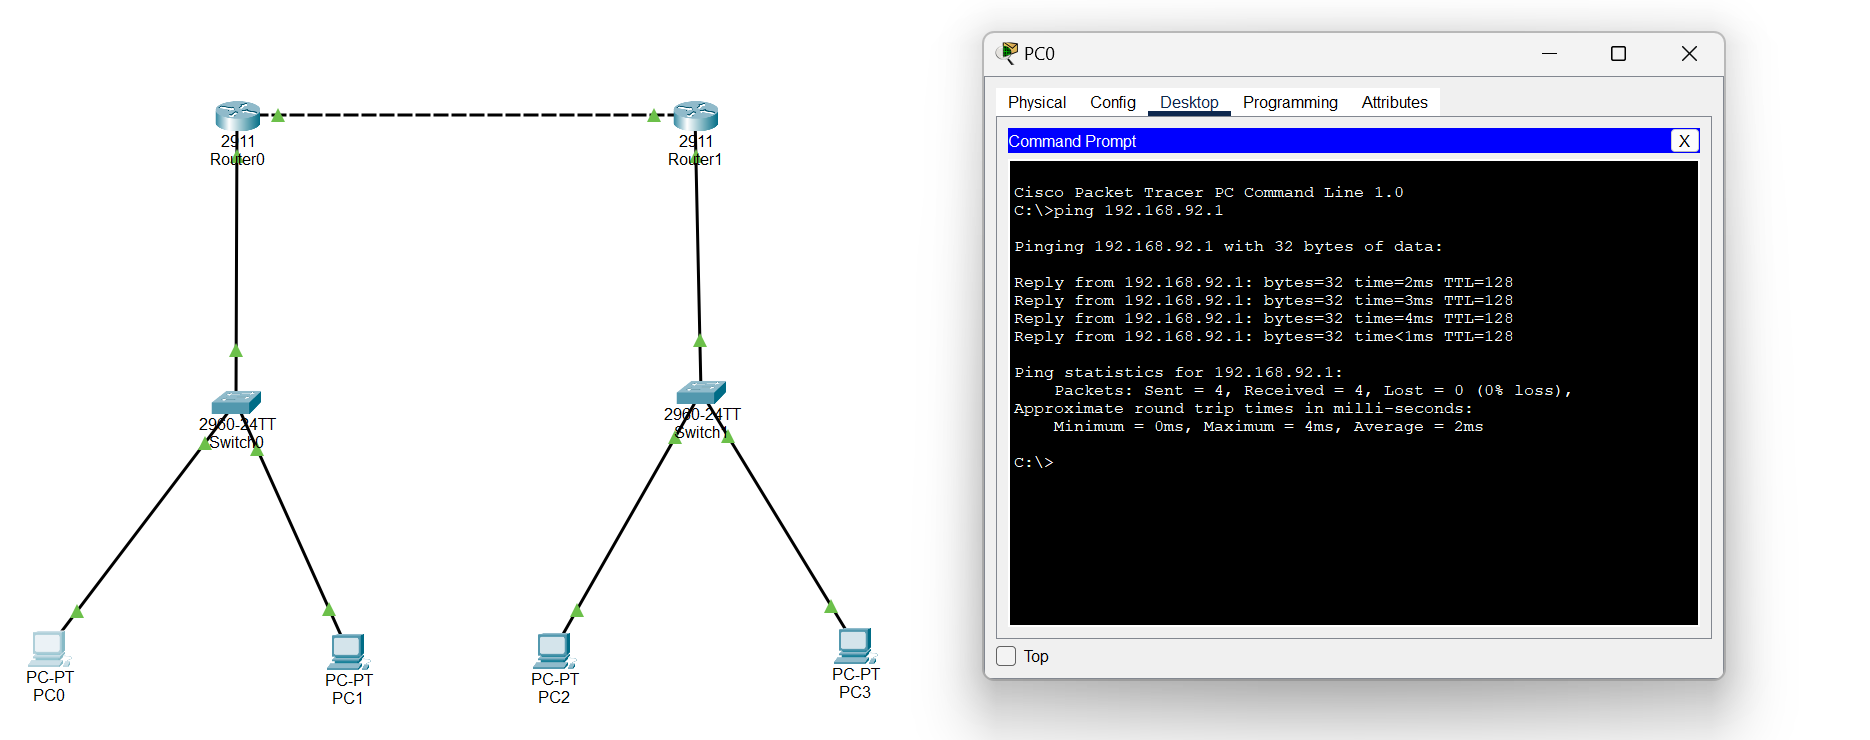 2911
Router0
2911
Router1
2960-24TT
Switch0
2960-24TT
Switch1
PC-PT
PC0
PC-PT
PC1
PC-PT
PC2
PC-PT
PC3
PC0
Physical Config Desktop Programming Attributes
Command Prompt X
Cisco Packet Tracer PC Command Line 1.0
C:\>ping 192.168.92.1
Pinging 192.168.92.1 with 32 bytes of data:
Reply from 192.168.92.1: bytes=32 time=2ms TTL=128
Reply from 192.168.92.1: bytes=32 time=3ms TTL=128
Reply from 192.168.92.1: bytes=32 time=4ms TTL=128
Reply from 192.168.92.1: bytes=32 time<1ms TTL=128
Ping statistics for 192.168.92.1:
Packets: Sent = 4, Received = 4, Lost = 0 (0% loss),
Approximate round trip times in milli-seconds:
Minimum = 0ms, Maximum = 4ms, Average = 2ms
C:\>
Top